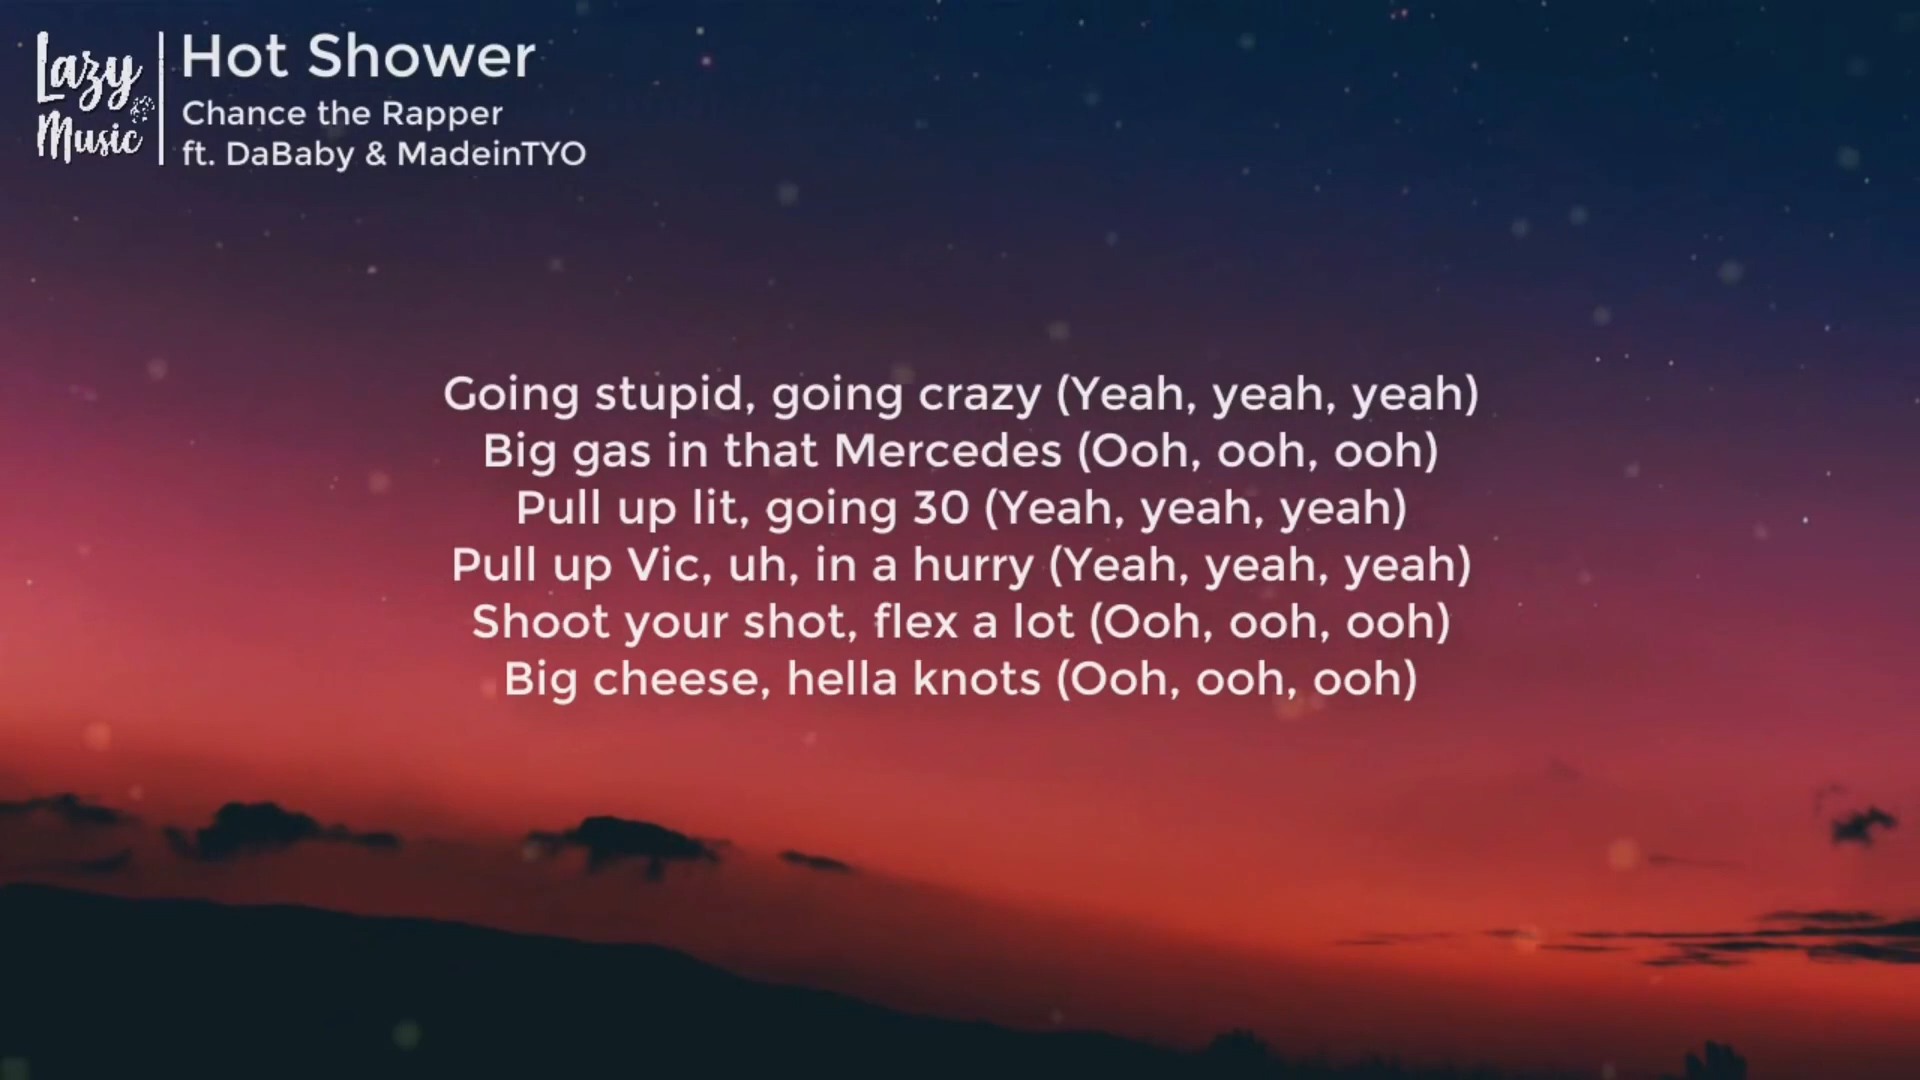 Lazy
Music
Hot Shower
Chance the Rapper
ft. DaBaby & MadeinTYO
Going stupid, going crazy (Yeah, yeah, yeah)
Big gas in that Mercedes (Ooh, ooh, ooh)
Pull up lit, going 30 (Yeah, yeah, yeah)
Pull up Vic, uh, in a hurry (Yeah, yeah, yeah)
Shoot your shot, flex a lot (Ooh, ooh, ooh)
Big cheese, hella knots (Ooh, ooh, ooh)